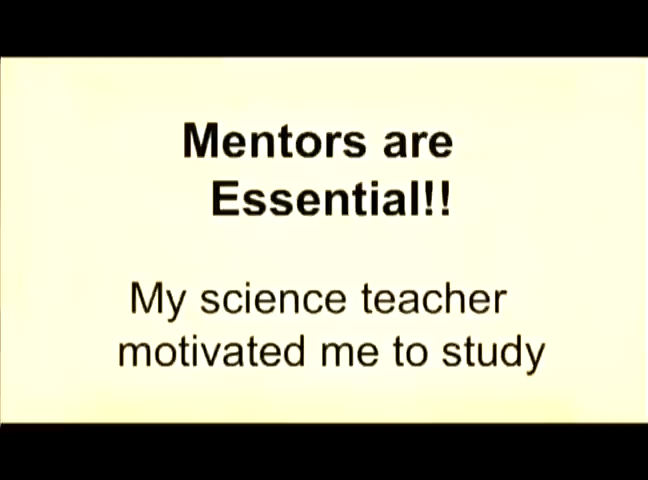 Mentors are
Essential!!
My science teacher
motivated me to study